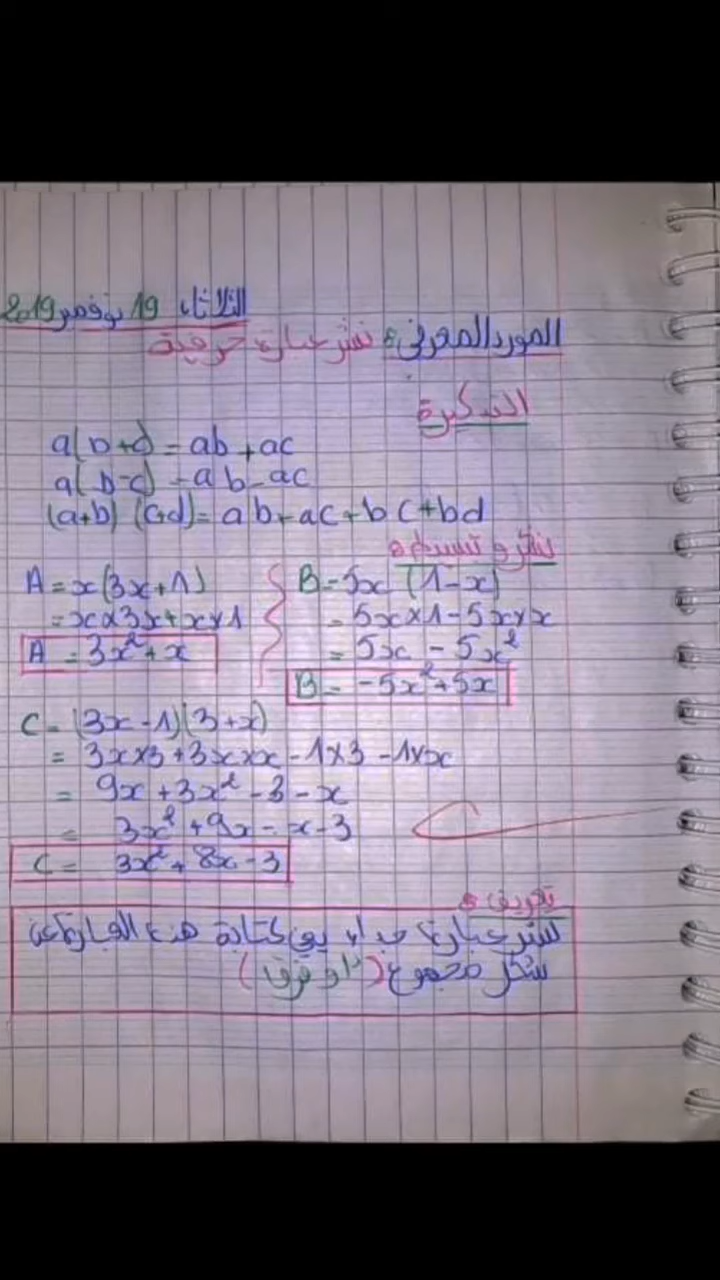 الثلاثاء 19 نوفمبر 2019
المورد المعرفي: نشر عبارة حرفية
التذكيرة
a(b+c) = ab + ac
a(b-c) = ab - ac
(a+b) (c+d) = ab + ac + bc + bd
نشر و تبسيط:
A = x(3x+1)
= x×3x + x×1
A = 3x² + x
B = 5x (1-x)
= 5x×1 - 5x×x
= 5x - 5x²
B = -5x² + 5x
C = (3x-1)(3+x)
= 3x×3 + 3x×x - 1×3 - 1×x
= 9x + 3x² - 3 - x
= 3x² + 9x - x - 3
C = 3x² + 8x - 3
تعريف:
نشر عبارة جداء يعني كتابة هذه العبارة عن
شكل مجموع (أو فرق)